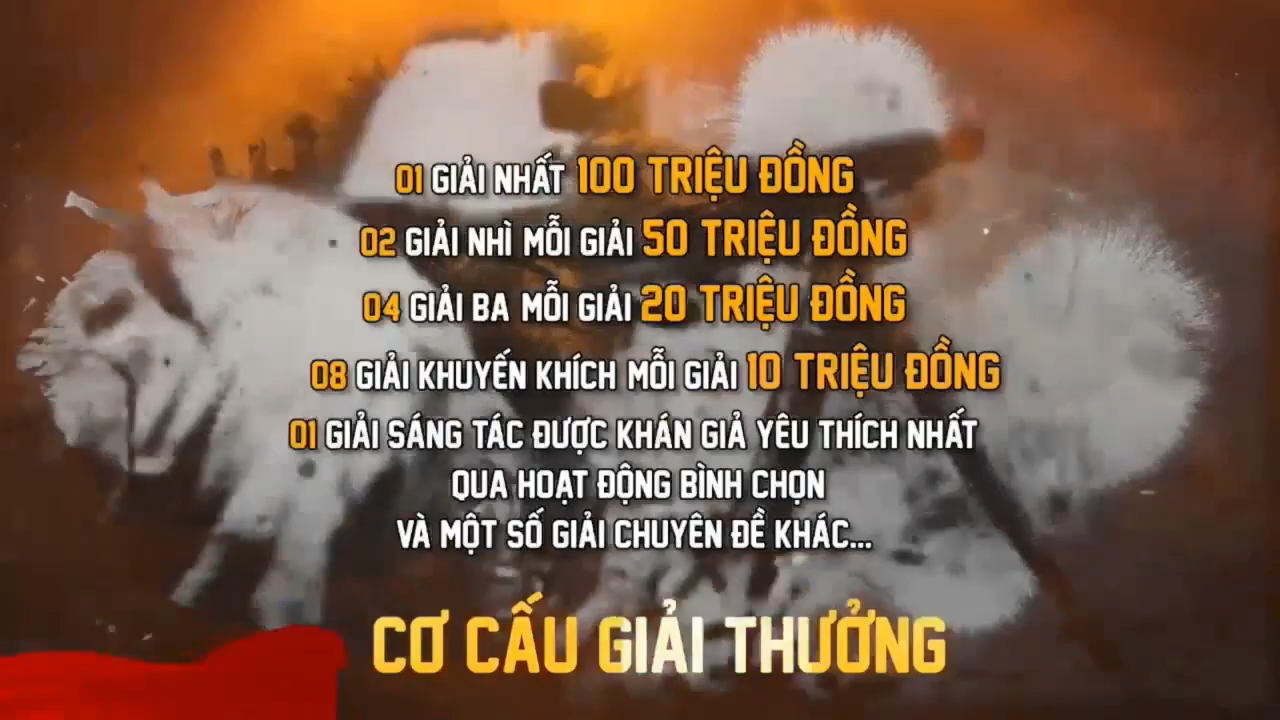 01 GIẢI NHẤT 100 TRIỆU ĐỒNG
02 GIẢI NHÌ MỖI GIẢI 50 TRIỆU ĐỒNG
04 GIẢI BA MỖI GIẢI 20 TRIỆU ĐỒNG
08 GIẢI KHUYẾN KHÍCH MỖI GIẢI 10 TRIỆU ĐỒNG
01 GIẢI SÁNG TÁC ĐƯỢC KHÁN GIẢ YÊU THÍCH NHẤT
QUA HOẠT ĐỘNG BÌNH CHỌN
VÀ MỘT SỐ GIẢI CHUYÊN ĐỀ KHÁC...
CƠ CẤU GIẢI THƯỞNG